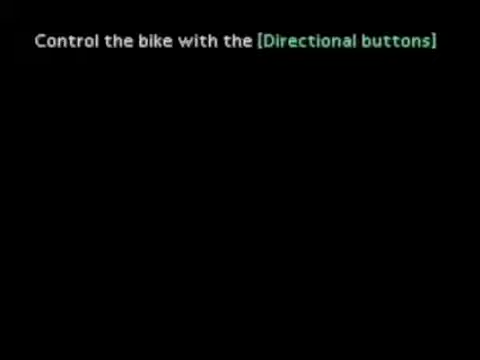 Control the bike with the [Directional buttons]